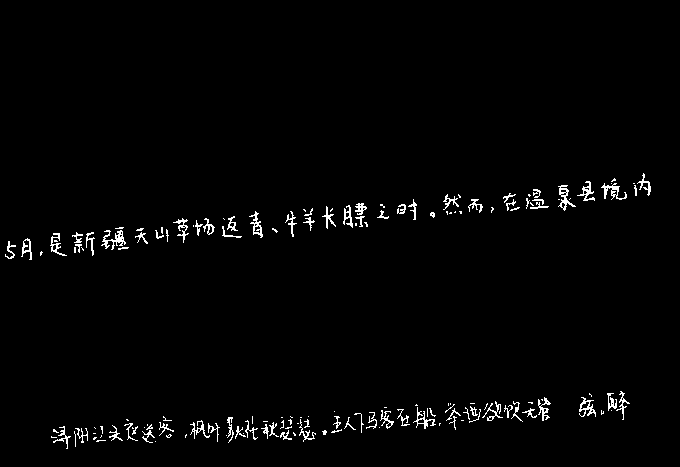 5月,是新疆天山草场返青、牛羊长膘之时。然而,在温泉县境内
浔阳江头夜送客,枫叶荻花秋瑟瑟。主人下马客在船,举酒欲饮无管 弦。醉